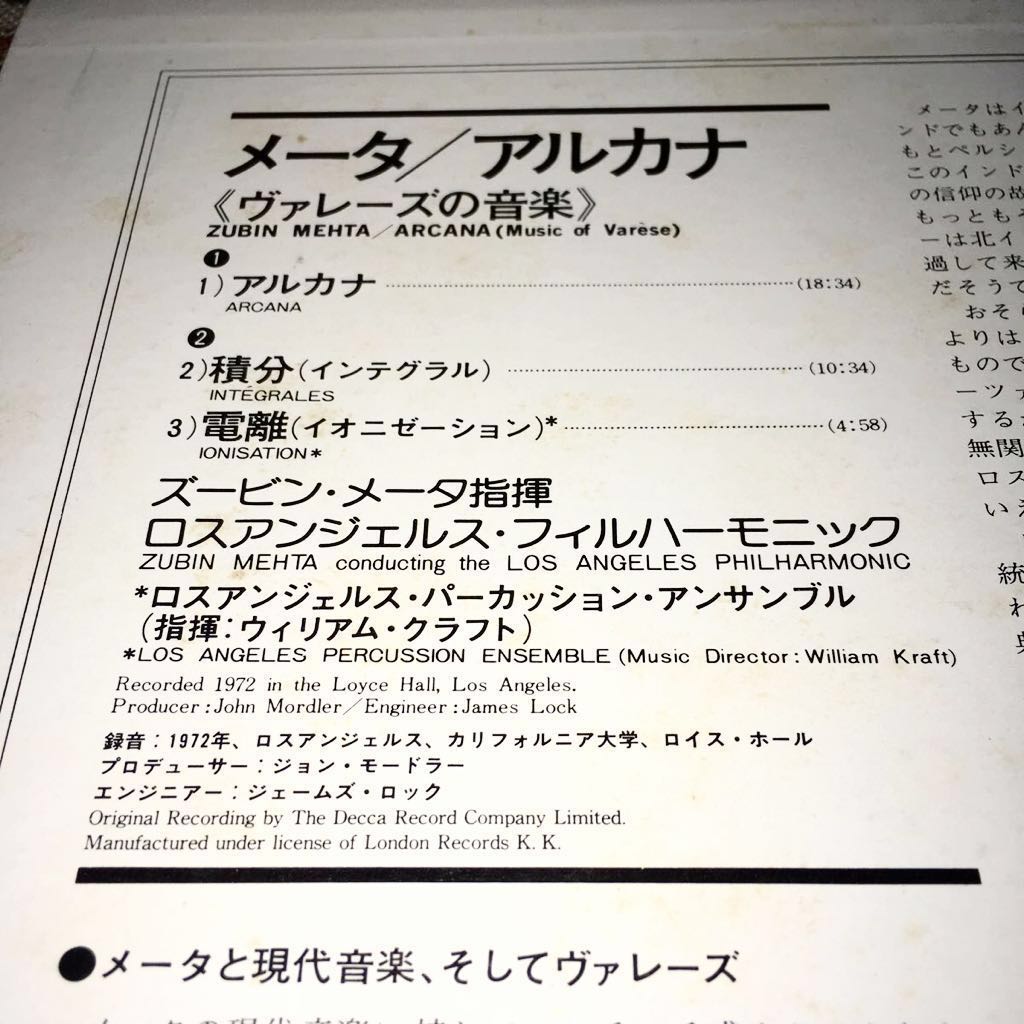 メータ／アルカナ
《ヴァレーズの音楽》
ZUBIN MEHTA／ARCANA (Music of Varèse)
❶
1) アルカナ ……(18:34)
ARCANA
❷
2) 積分 (インテグラル) ……(10:34)
INTÉGRALES
3) 電離 (イオニゼーション)* ……(4:58)
IONISATION*
ズービン・メータ指揮
ロスアンジェルス・フィルハーモニック
ZUBIN MEHTA conducting the LOS ANGELES PHILHARMONIC
*ロスアンジェルス・パーカッション・アンサンブル
(指揮：ウィリアム・クラフト)
*LOS ANGELES PERCUSSION ENSEMBLE (Music Director : William Kraft)
Recorded 1972 in the Loyce Hall, Los Angeles.
Producer : John Mordler／Engineer : James Lock
録音：1972年、ロスアンジェルス、カリフォルニア大学、ロイス・ホール
プロデューサー：ジョン・モードラー
エンジニアー：ジェームズ・ロック
Original Recording by The Decca Record Company Limited.
Manufactured under license of London Records K. K.
●メータと現代音楽、そしてヴァレーズ
メータはイ
ンドでもあん
もとペルシ
このインド
の信仰の故
もっともそ
ーは北イ
過して来
だそうで
おそら
よりは
もので
ーツァ
する
無関
ロス
いえ
統